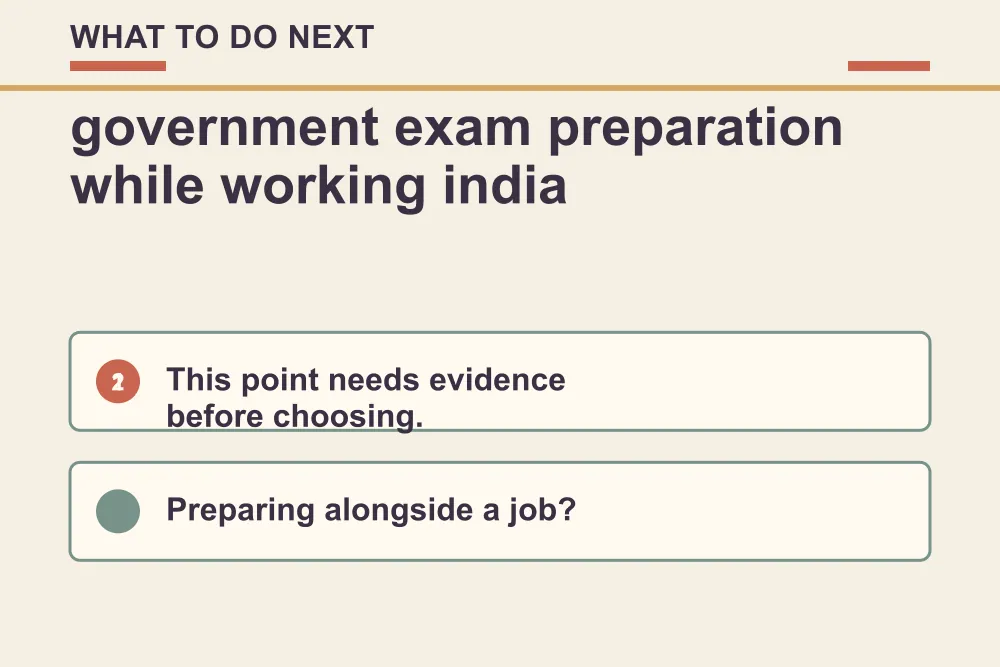 WHAT TO DO NEXT
government exam preparation
while working india
2
This point needs evidence
before choosing.
Preparing alongside a job?